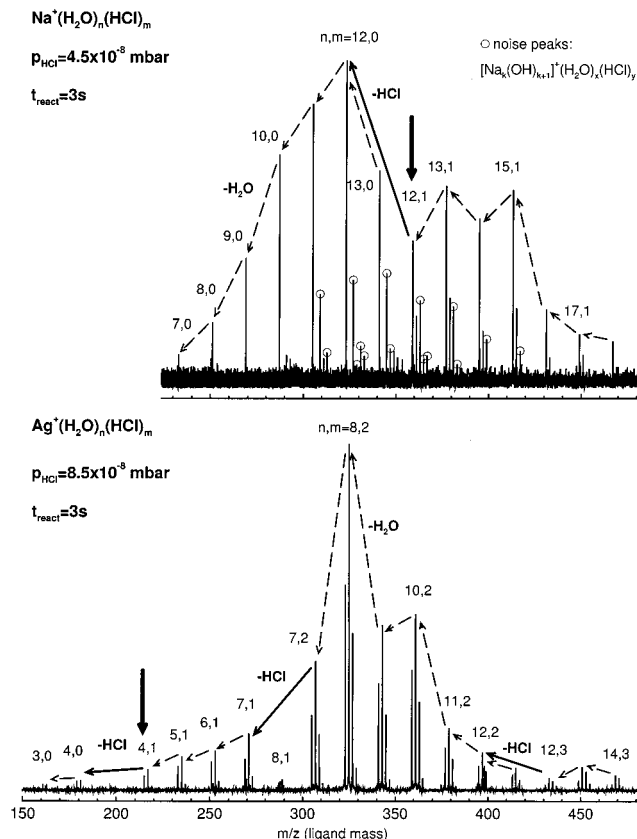 Na⁺(H₂O)ₙ(HCl)ₘ
p_HCl=4.5x10⁻⁸ mbar
t_react=3s
n,m=12,0
noise peaks:
[Naₖ(OH)ₖ₊₁]⁺(H₂O)ₓ(HCl)ᵧ
-HCl
10,0
-H₂O
9,0
8,0
7,0
13,0
12,1
13,1
15,1
17,1
Ag⁺(H₂O)ₙ(HCl)ₘ
p_HCl=8.5x10⁻⁸ mbar
t_react=3s
n,m=8,2
-H₂O
10,2
7,2
-HCl
7,1
6,1
5,1
4,1
-HCl
4,0
3,0
8,1
11,2
12,2
-HCl
12,3
14,3
150 200 250 300 350 400 450
m/z (ligand mass)